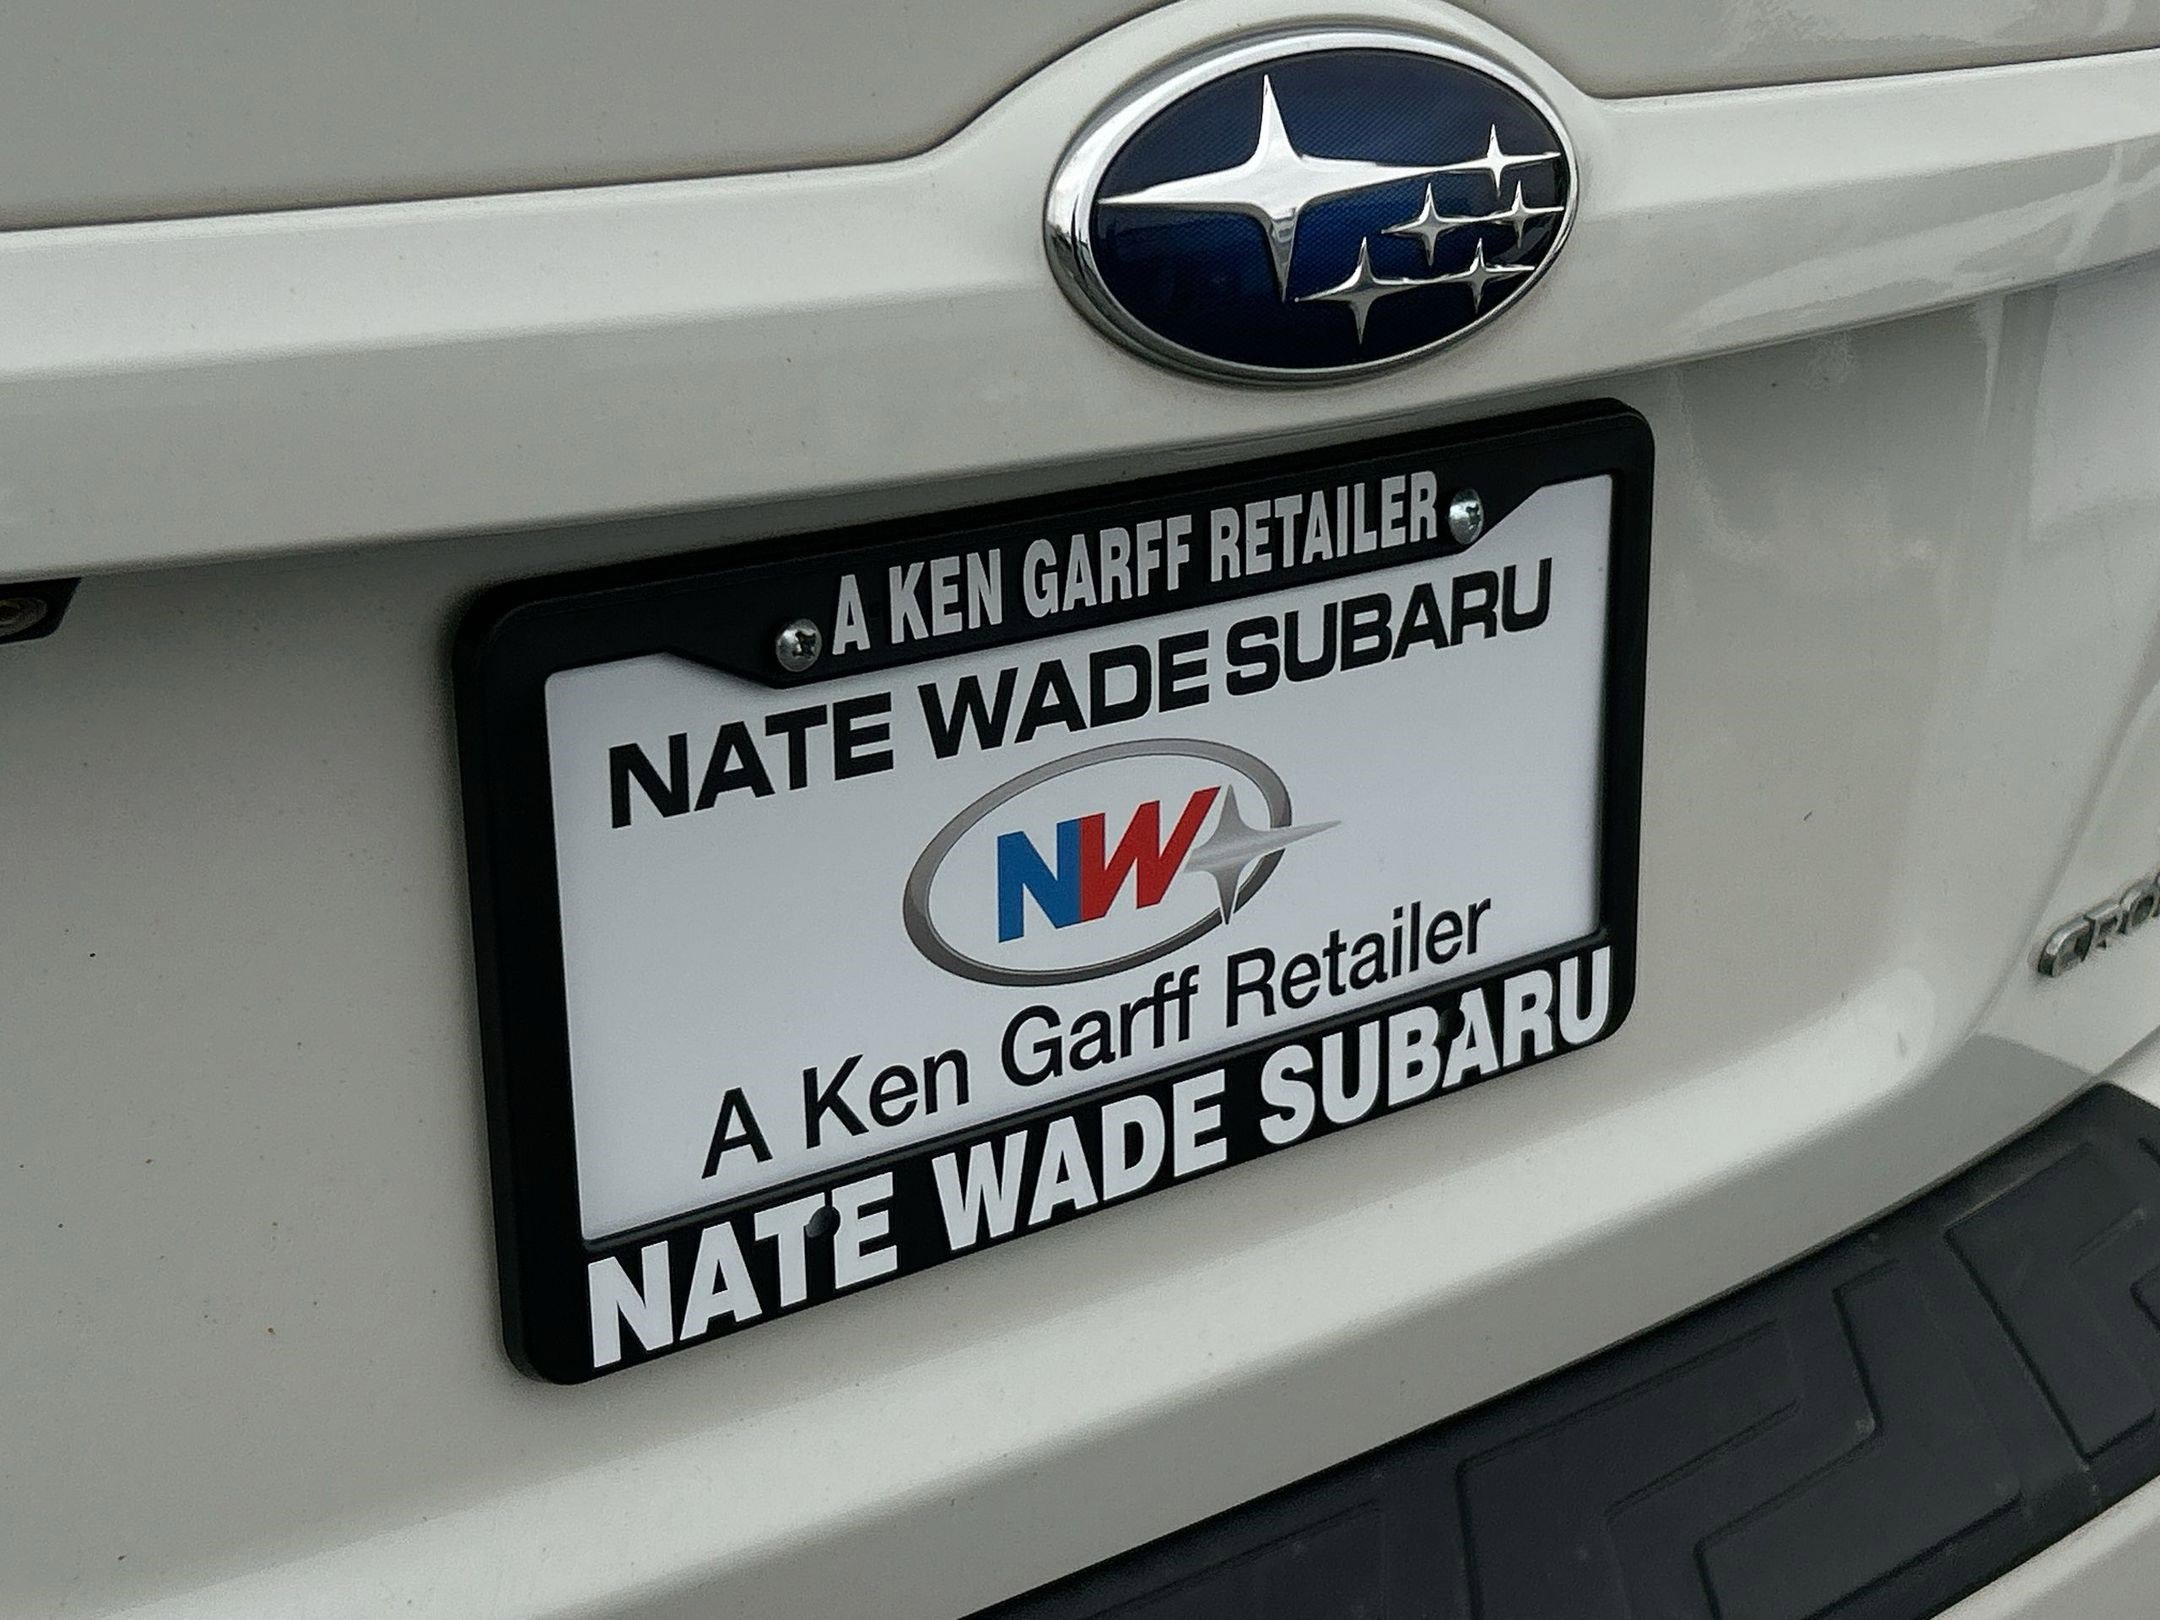 A KEN GARFF RETAILER
NATE WADE SUBARU
NW
A Ken Garff Retailer
NATE WADE SUBARU